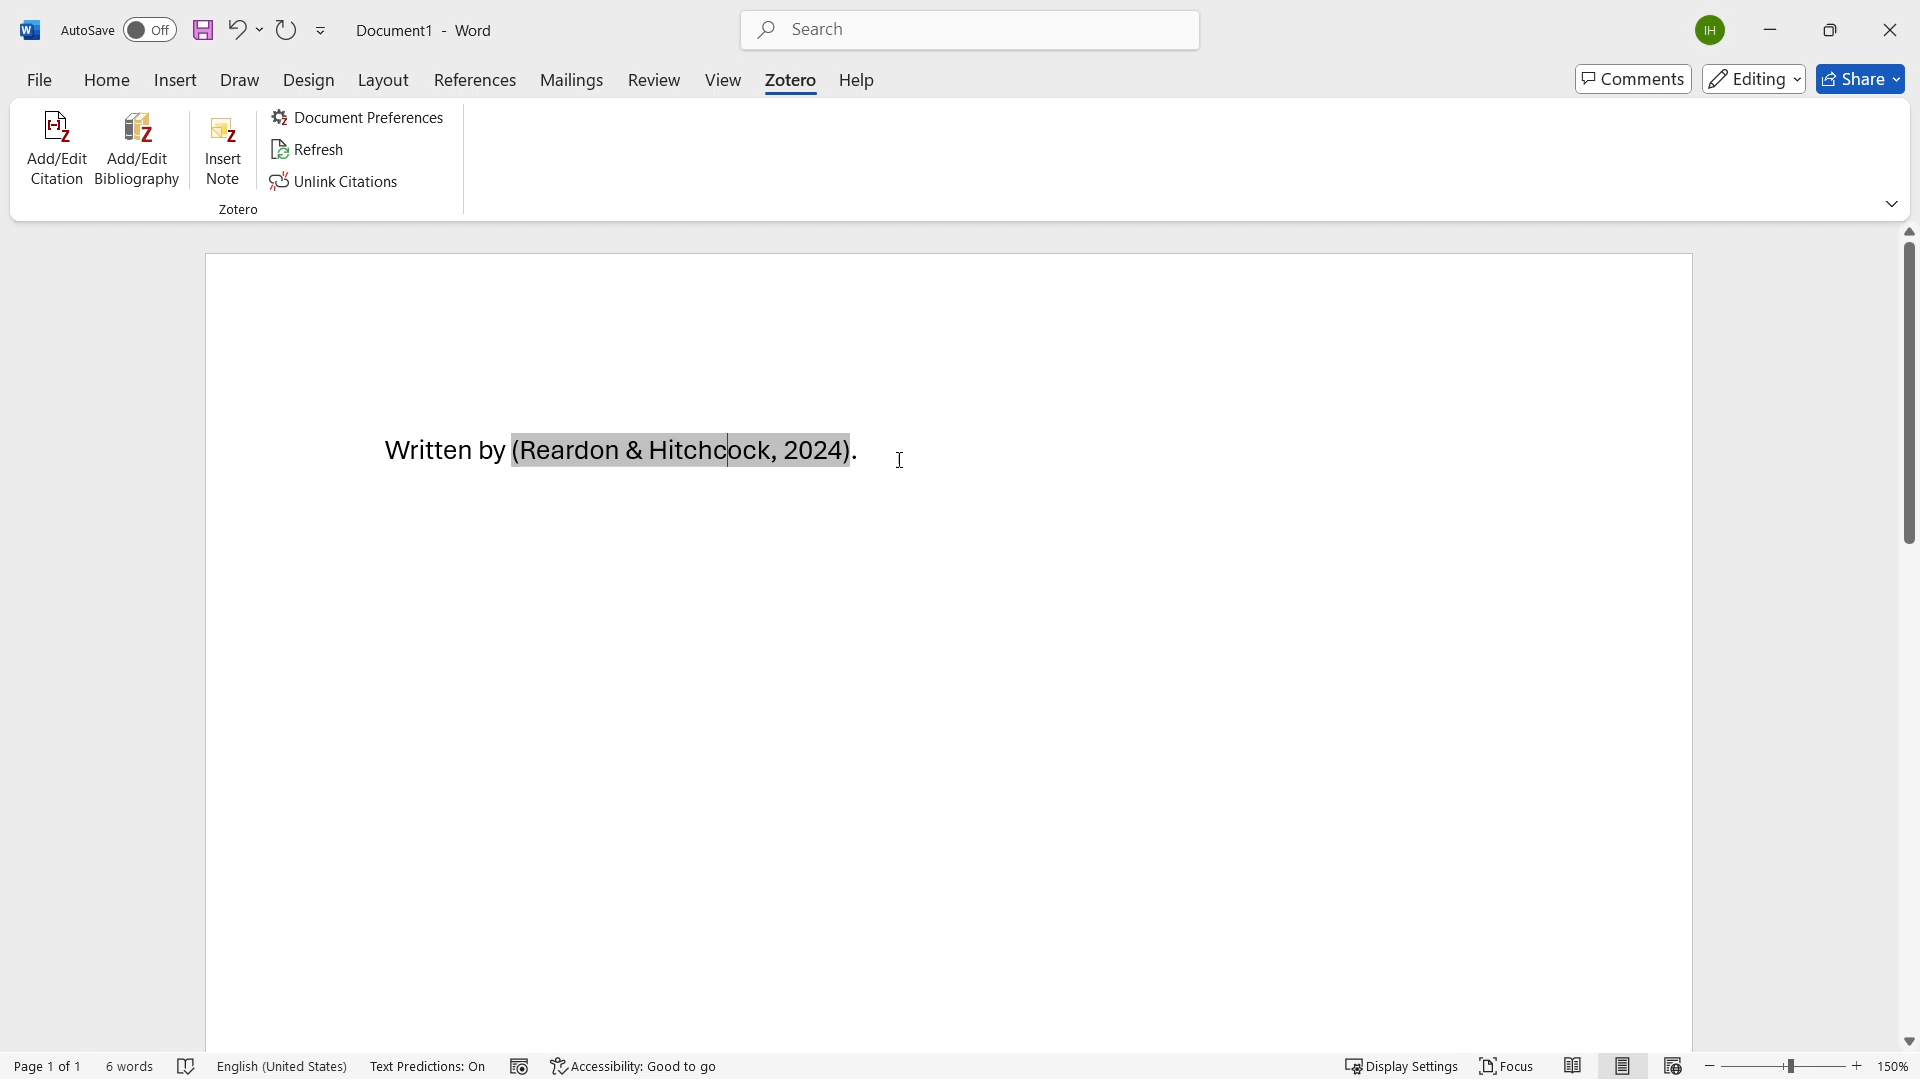 AutoSave Off Document1 - Word Search IH
File Home Insert Draw Design Layout References Mailings Review View Zotero Help Comments Editing Share
Add/Edit Citation
Add/Edit Bibliography
Insert Note
Document Preferences
Refresh
Unlink Citations
Zotero
Written by (Reardon & Hitchcock, 2024).
Page 1 of 1 6 words English (United States) Text Predictions: On Accessibility: Good to go Display Settings Focus 150%